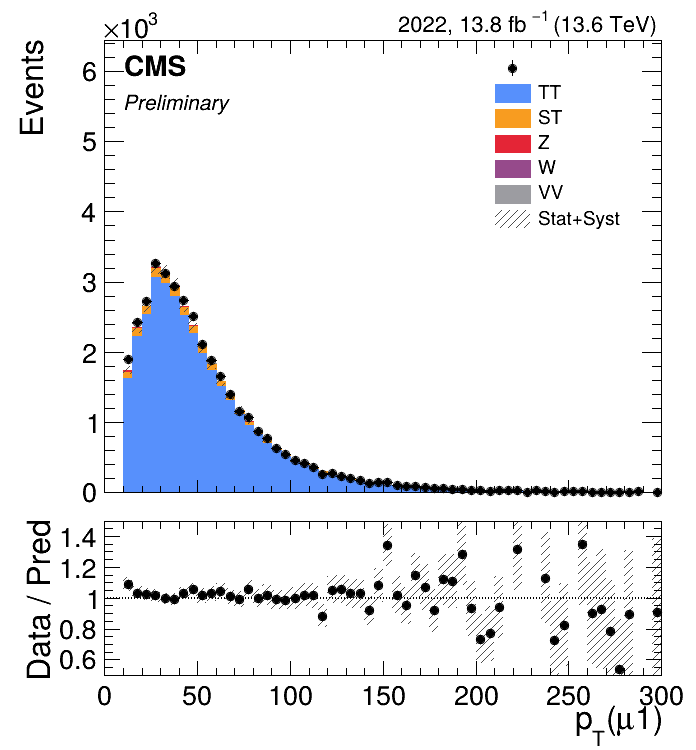 ×10³
2022, 13.8 fb⁻¹ (13.6 TeV)
Events
CMS
Preliminary
TT
ST
Z
W
VV
Stat+Syst
6
5
4
3
2
1
0
Data / Pred
1.4
1.2
1
0.8
0.6
0 50 100 150 200 250 300
p_T(μ1)